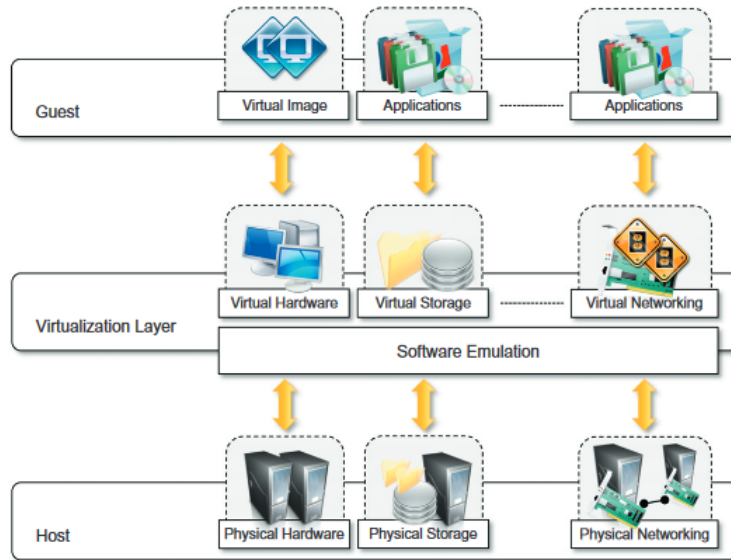 Virtual Image
Applications
Applications
Guest
Virtual Hardware
Virtual Storage
Virtual Networking
Virtualization Layer
Software Emulation
Physical Hardware
Physical Storage
Physical Networking
Host